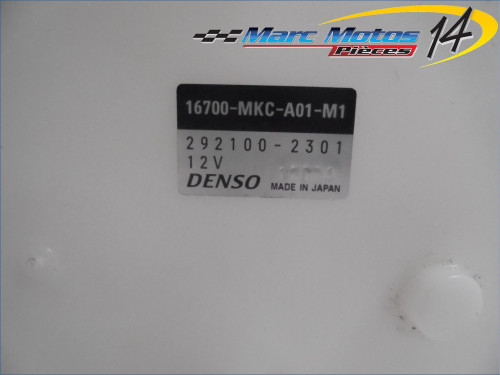 Marc Motos 14
Pièces
16700-MKC-A01-M1
292100-2301
12V
DENSO MADE IN JAPAN